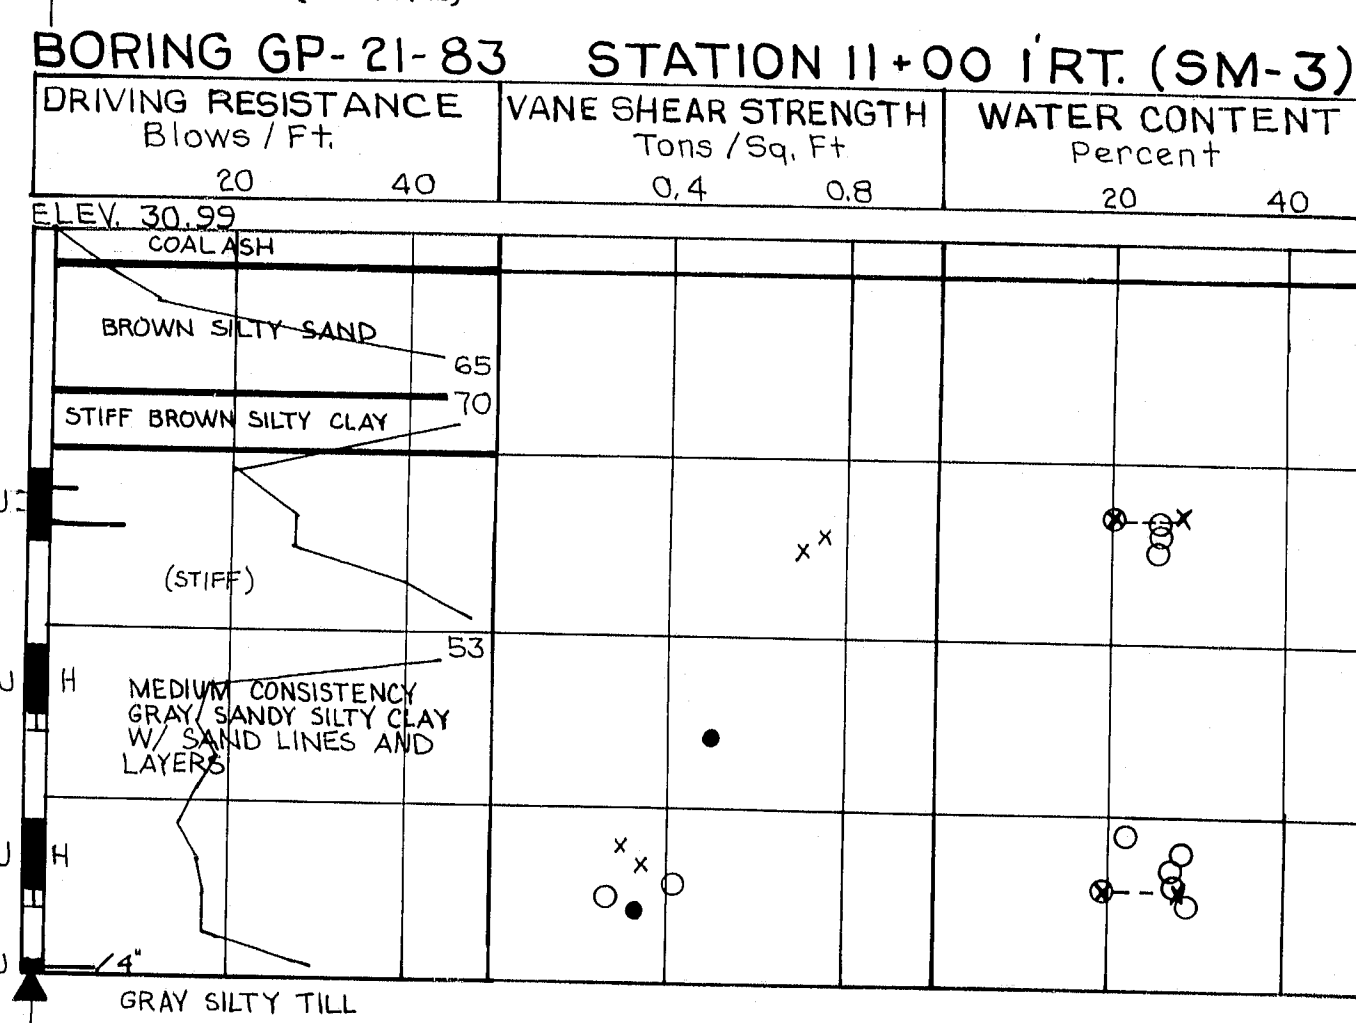 BORING GP-21-83 STATION 11+00 1'RT. (SM-3)
DRIVING RESISTANCE
Blows / Ft.
20 40
VANE SHEAR STRENGTH
Tons / Sq. Ft
0.4 0.8
WATER CONTENT
Percent
20 40
ELEV. 30.99
COAL ASH
BROWN SILTY SAND
65
70
STIFF BROWN SILTY CLAY
U
(STIFF)
53
U H
MEDIUM CONSISTENCY
GRAY SANDY SILTY CLAY
W/ SAND LINES AND
LAYERS
U H
U 4"
GRAY SILTY TILL